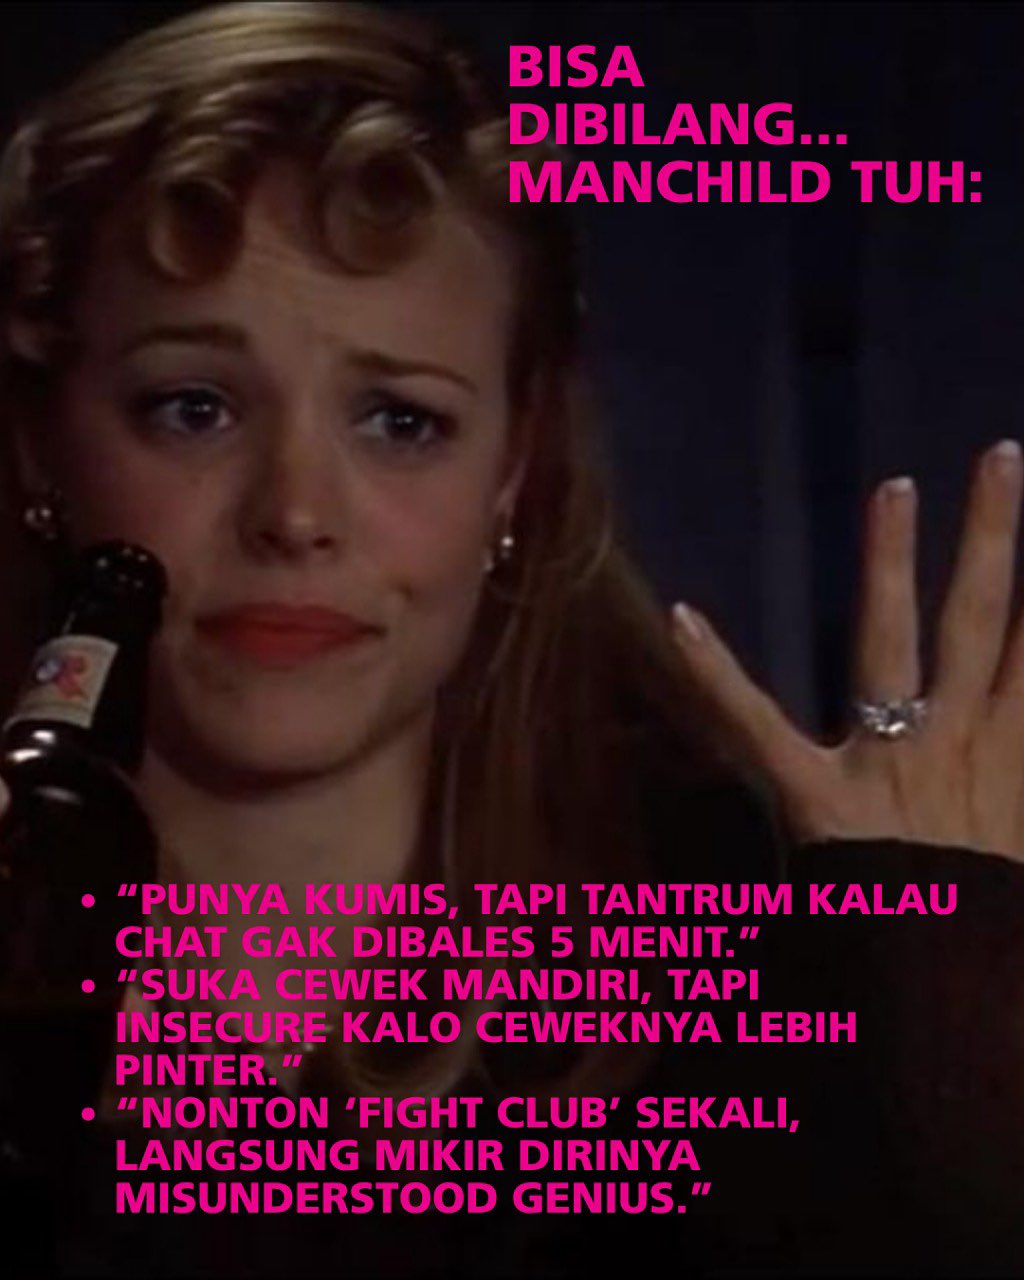 BISA
DIBILANG...
MANCHILD TUH:
• “PUNYA KUMIS, TAPI TANTRUM KALAU
CHAT GAK DIBALES 5 MENIT.”
• “SUKA CEWEK MANDIRI, TAPI
INSECURE KALO CEWEKNYA LEBIH
PINTER.”
• “NONTON ‘FIGHT CLUB’ SEKALI,
LANGSUNG MIKIR DIRINYA
MISUNDERSTOOD GENIUS.”